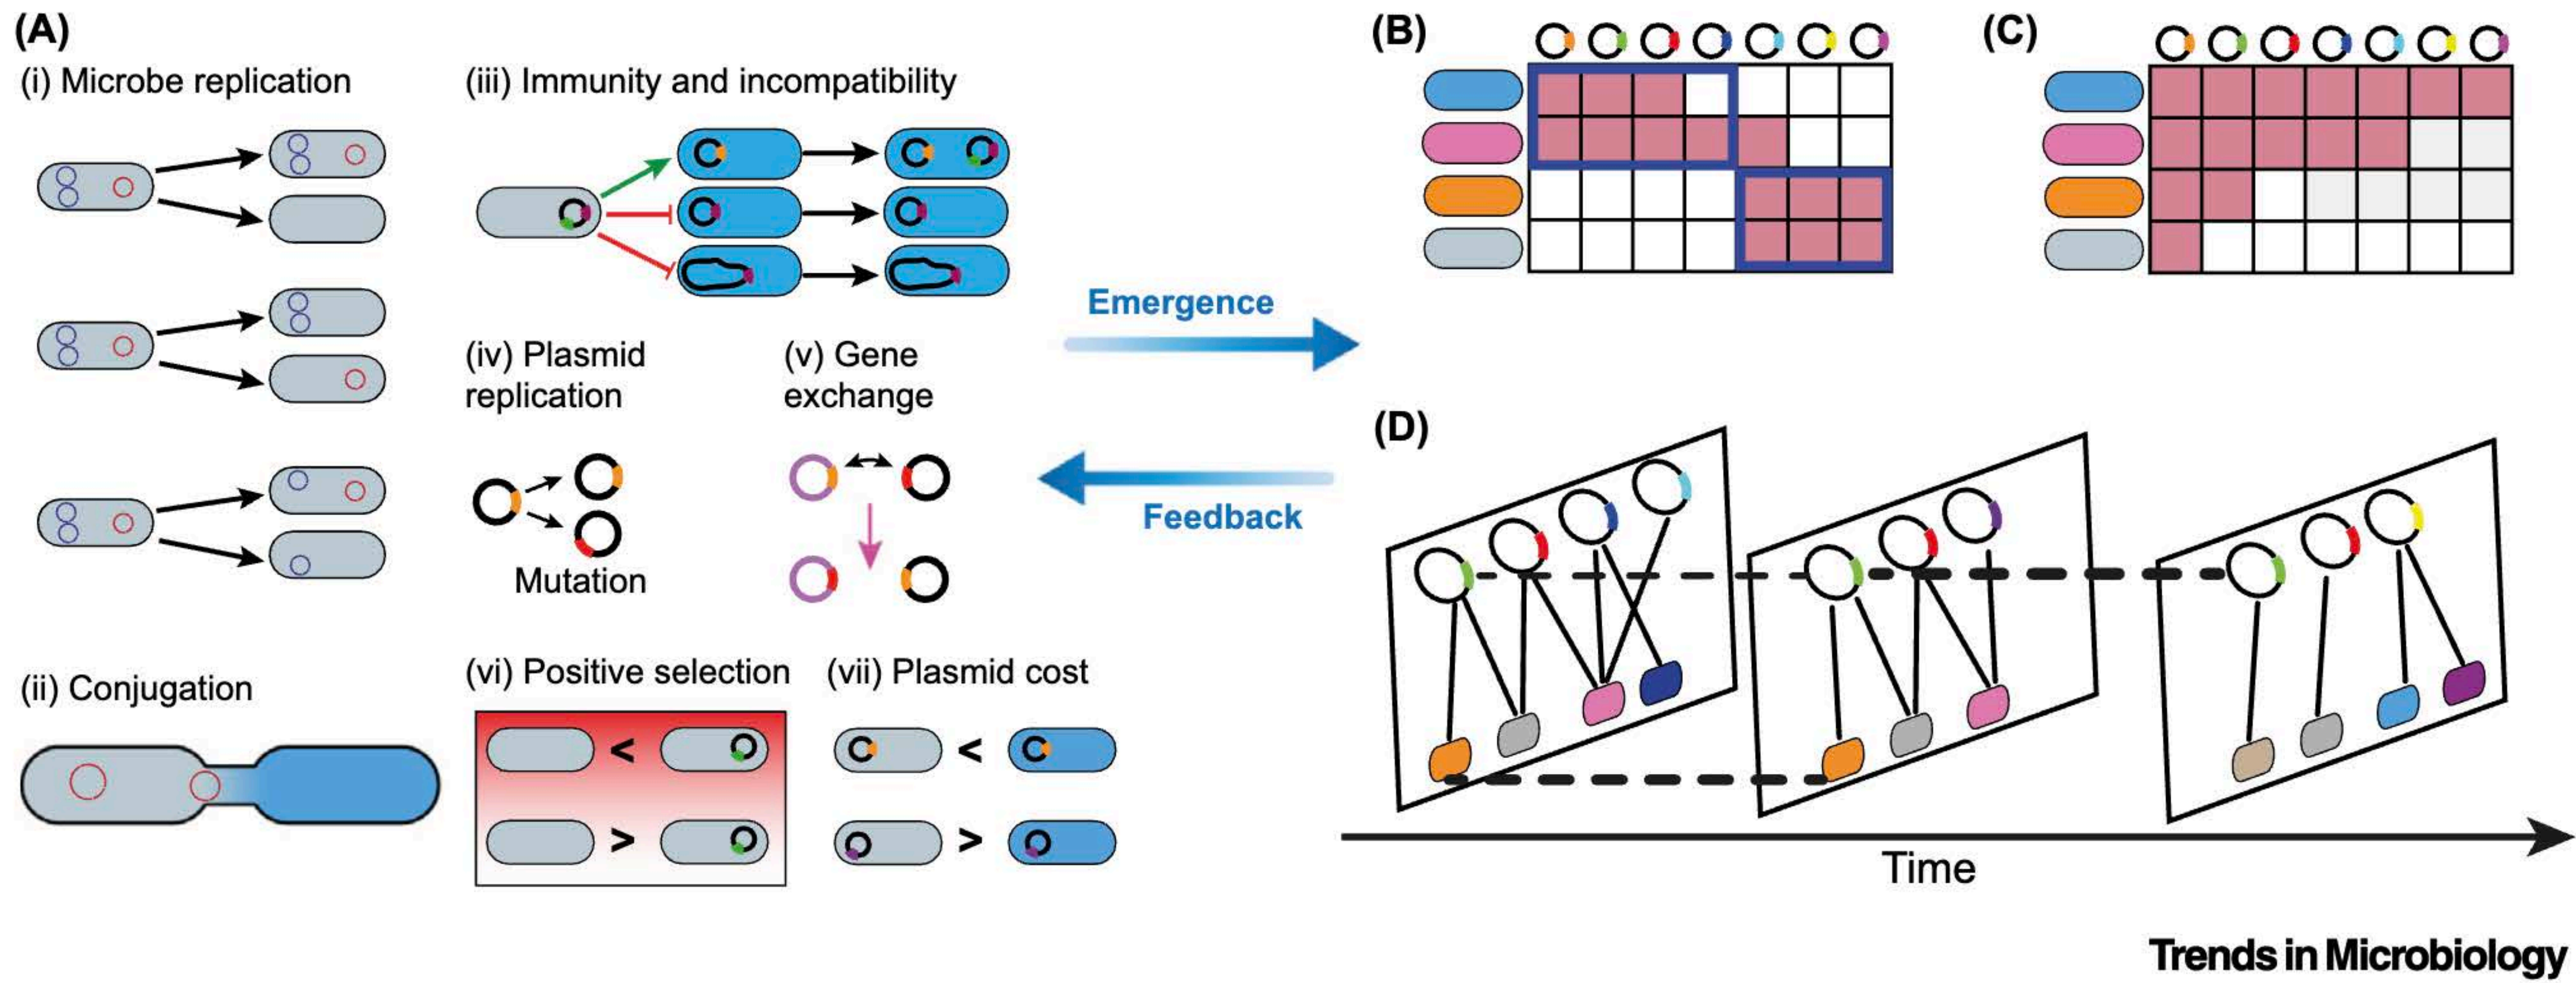 (A)
(i) Microbe replication
(iii) Immunity and incompatibility
(iv) Plasmid
replication
(v) Gene
exchange
Mutation
(ii) Conjugation
(vi) Positive selection
<
>
(vii) Plasmid cost
<
>
Emergence
Feedback
(B)
(C)
(D)
Time
Trends in Microbiology